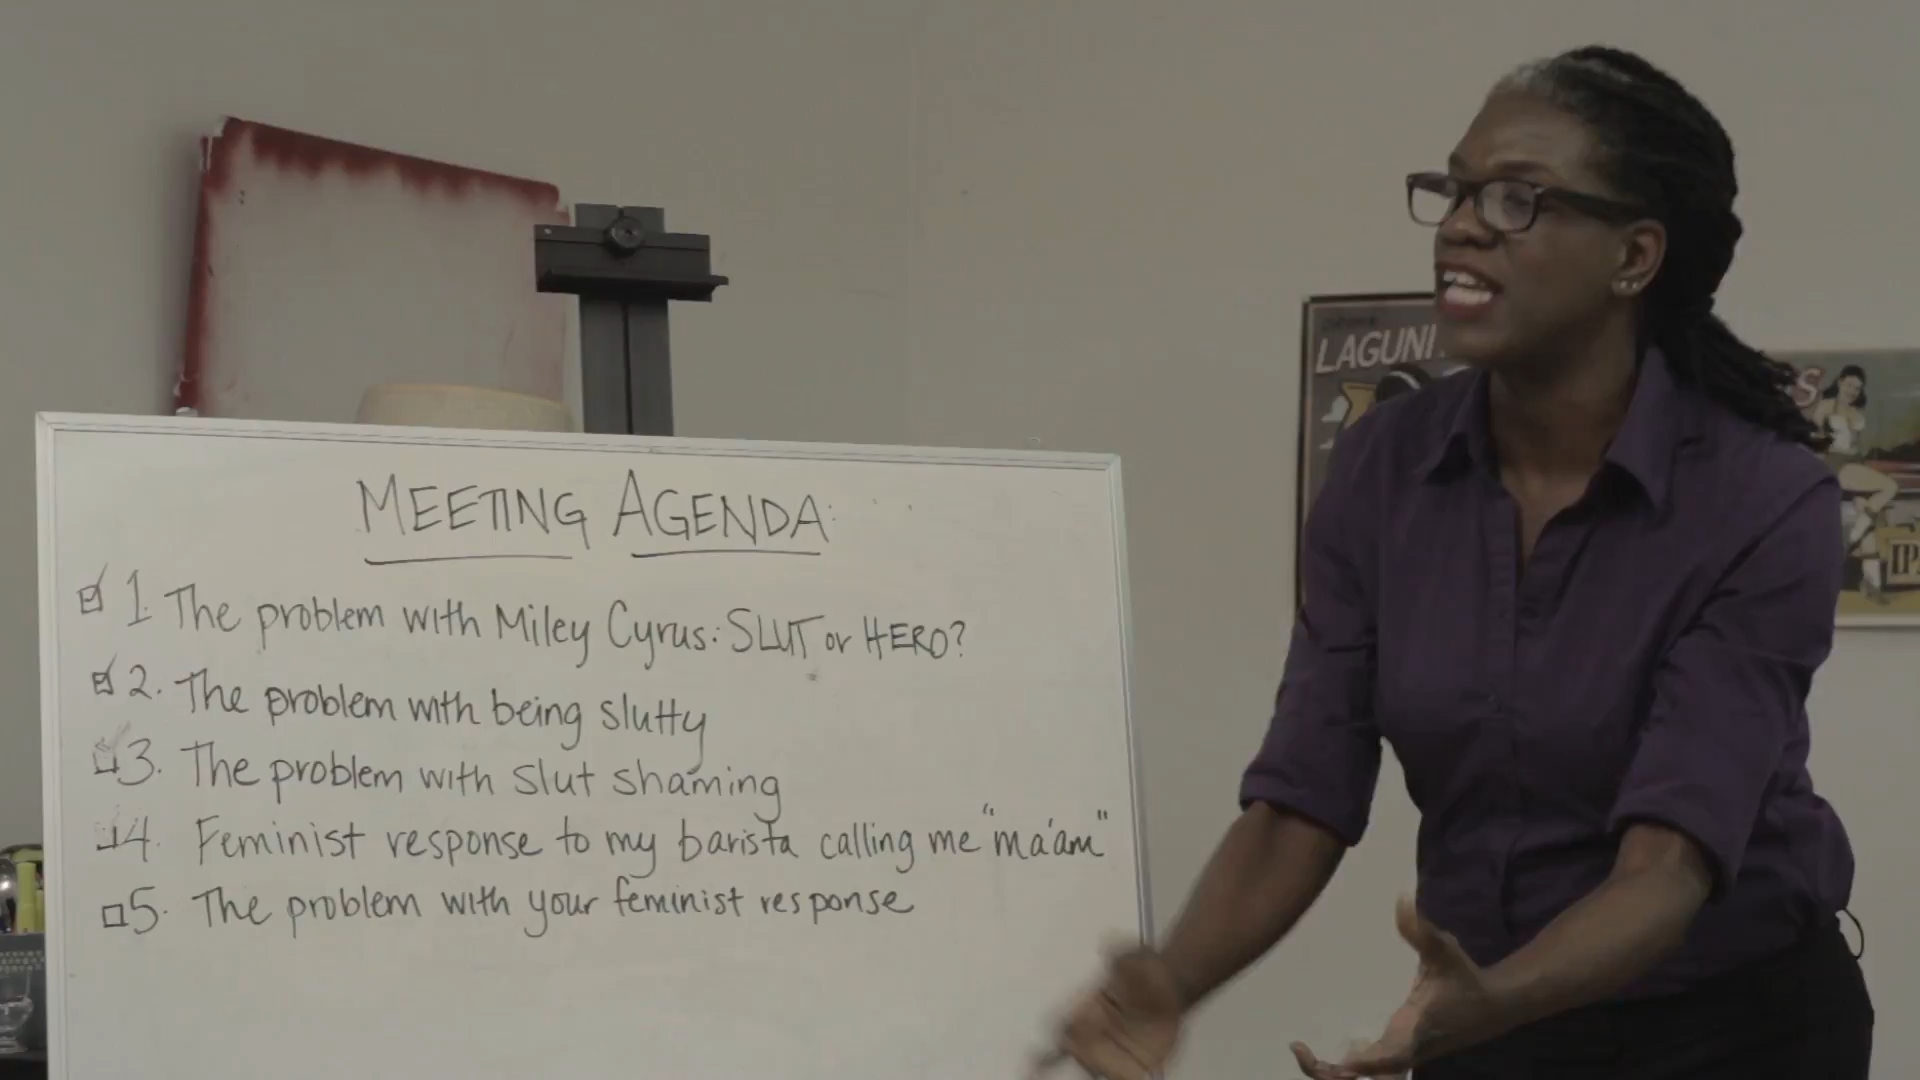 MEETING AGENDA:
1. The problem with Miley Cyrus: SLUT or HERO?
2. The problem with being slutty
3. The problem with slut shaming
4. Feminist response to my barista calling me "ma'am"
5. The problem with your feminist response
LAGUNI
S
IPA